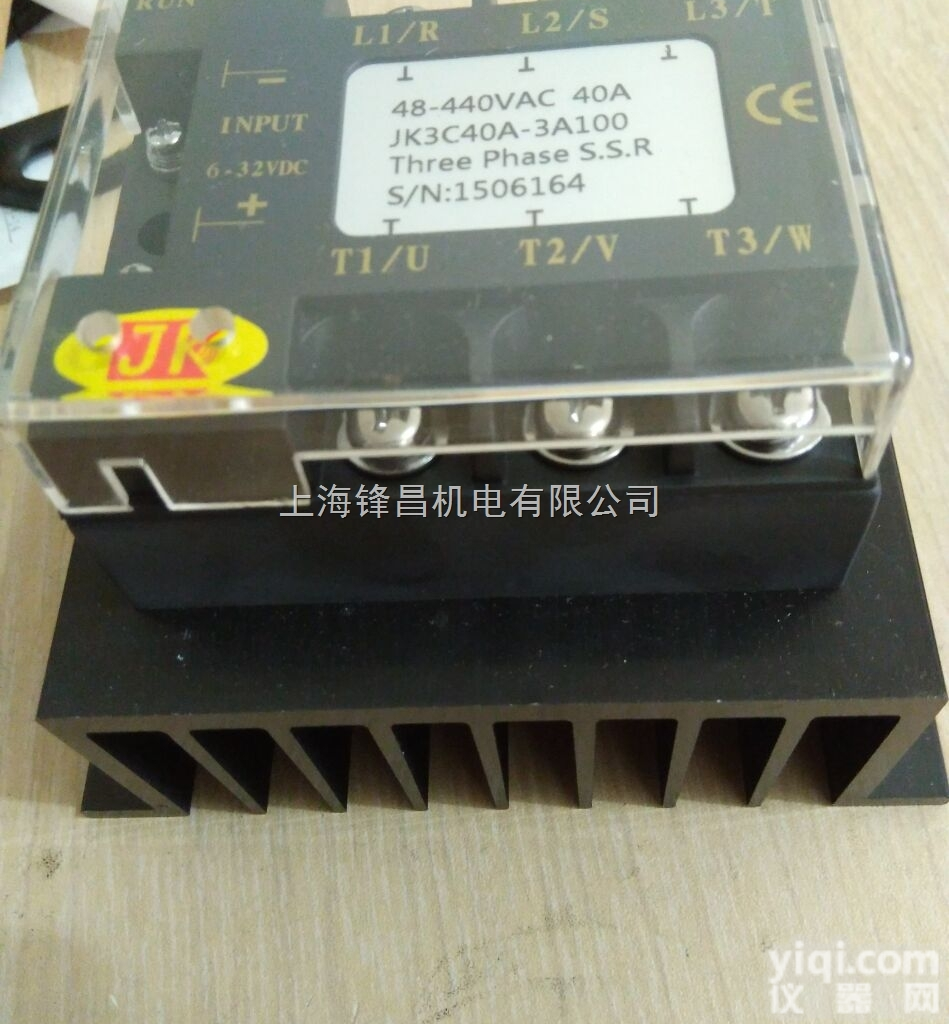 RUN
L1/R L2/S L3/T
48-440VAC 40A
JK3C40A-3A100
Three Phase S.S.R
S/N:1506164
CE
-
INPUT
6-32VDC
+
T1/U T2/V T3/W
JK
上海锋昌机电有限公司
yiqi.com
仪器网